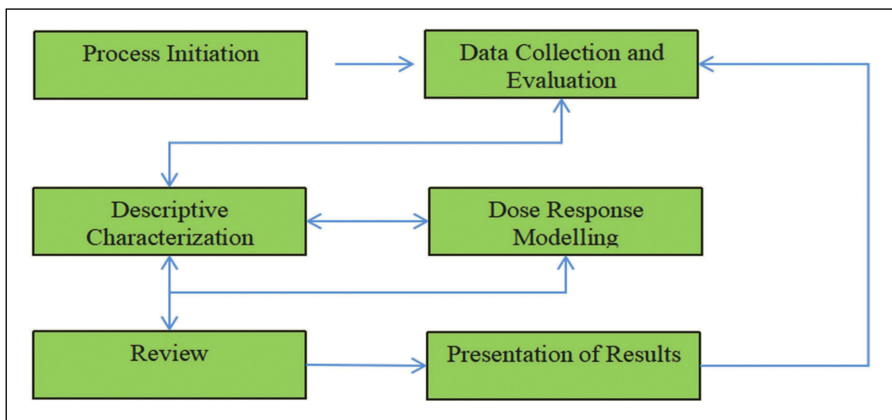 Process Initiation
Data Collection and
Evaluation
Descriptive
Characterization
Dose Response
Modelling
Review
Presentation of Results